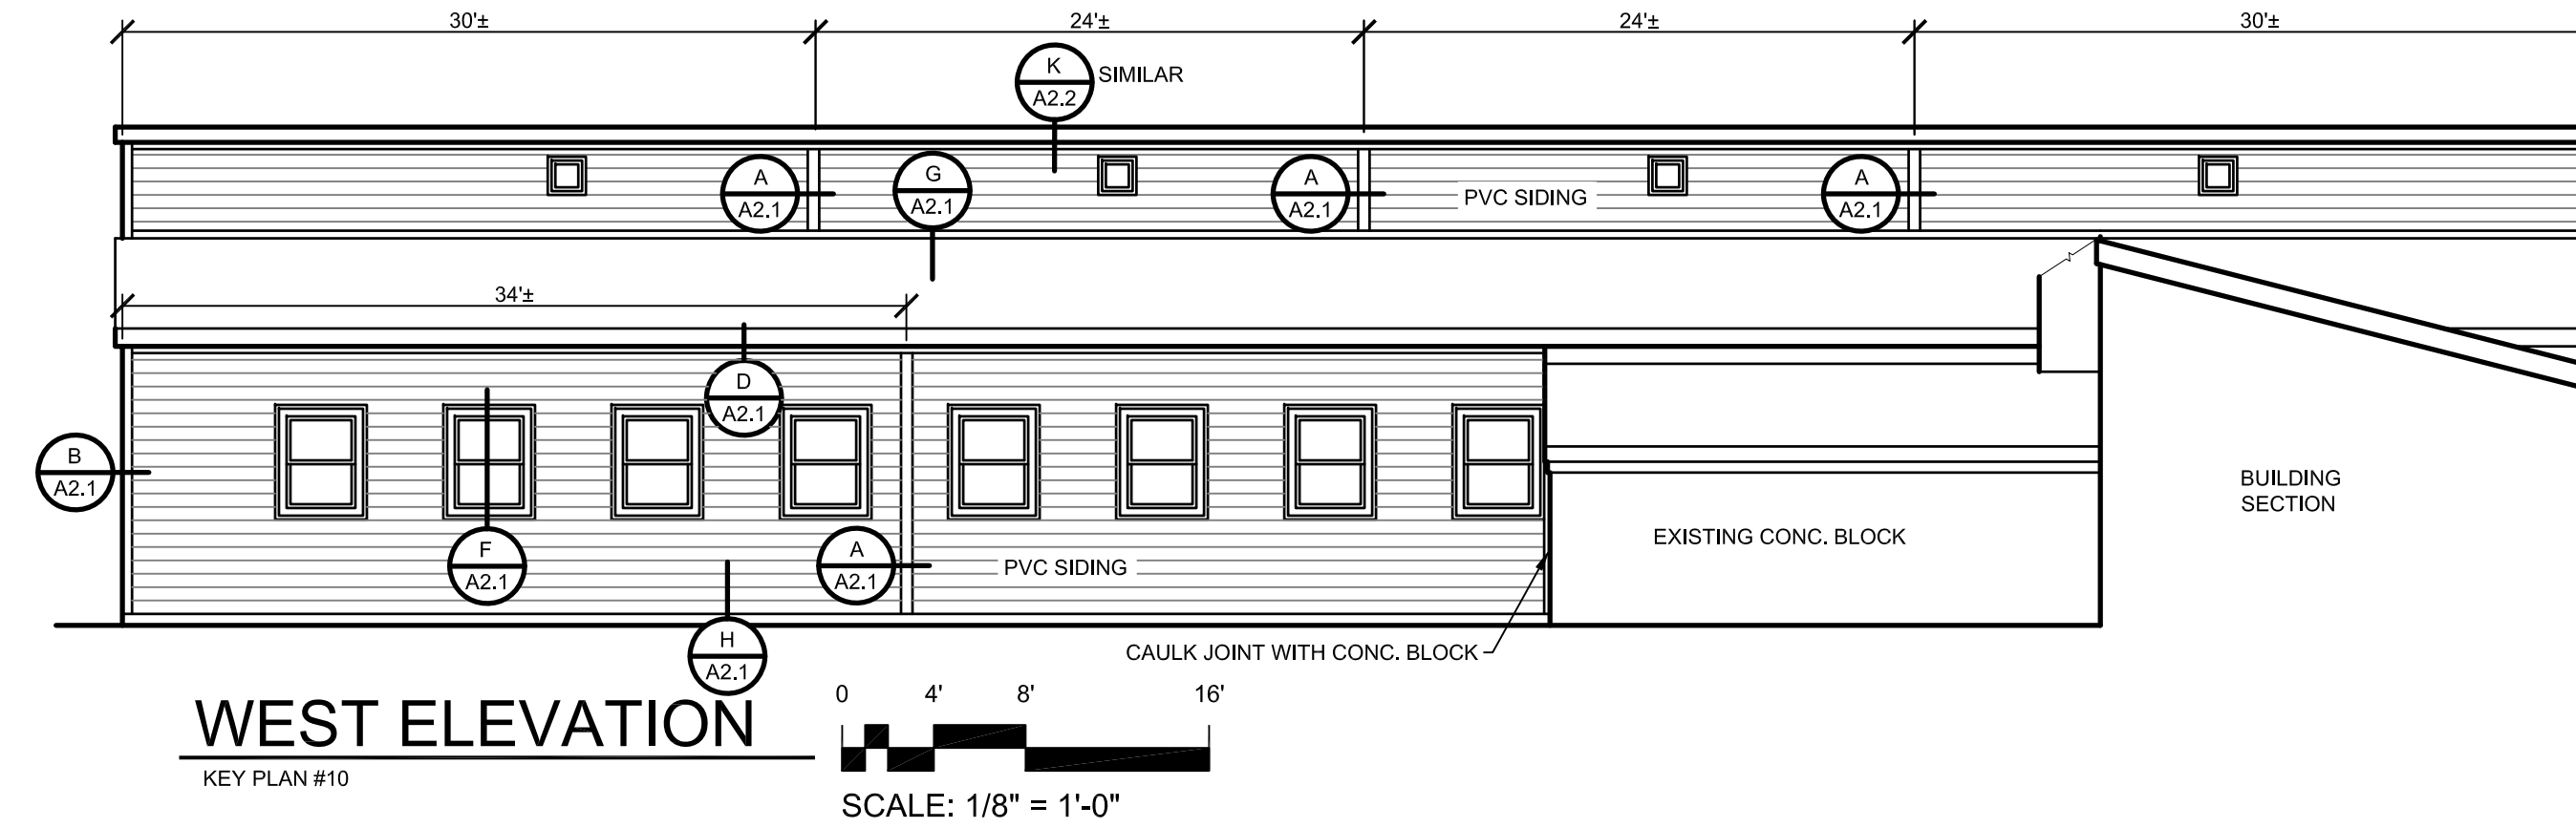 30'±
24'±
24'±
30'±
K
A2.2
SIMILAR
A
A2.1
G
A2.1
A
A2.1
PVC SIDING
A
A2.1
34'±
D
A2.1
B
A2.1
F
A2.1
A
A2.1
PVC SIDING
EXISTING CONC. BLOCK
BUILDING
SECTION
H
A2.1
CAULK JOINT WITH CONC. BLOCK
WEST ELEVATION
KEY PLAN #10
0 4' 8' 16'
SCALE: 1/8" = 1'-0"